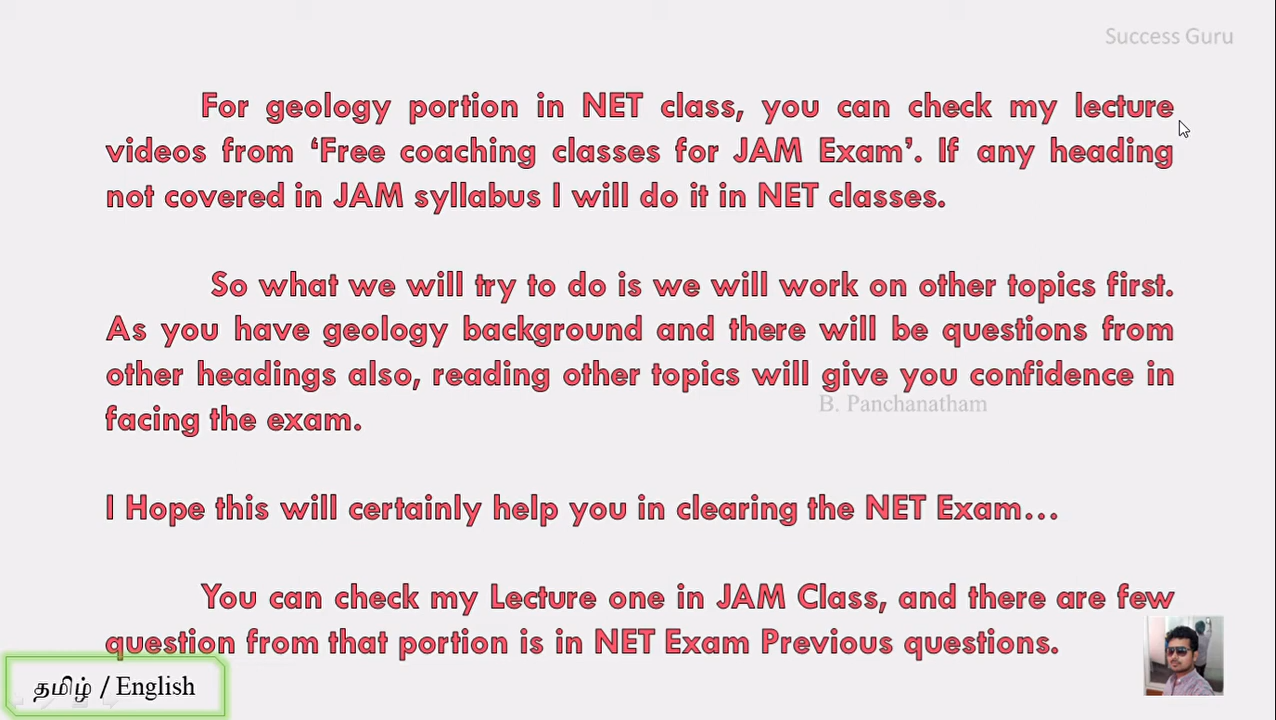 Success Guru
For geology portion in NET class, you can check my lecture
videos from ‘Free coaching classes for JAM Exam’. If any heading
not covered in JAM syllabus I will do it in NET classes.
So what we will try to do is we will work on other topics first.
As you have geology background and there will be questions from
other headings also, reading other topics will give you confidence in
facing the exam.
B. Panchanatham
I Hope this will certainly help you in clearing the NET Exam…
You can check my Lecture one in JAM Class, and there are few
question from that portion is in NET Exam Previous questions.
தமிழ் / English